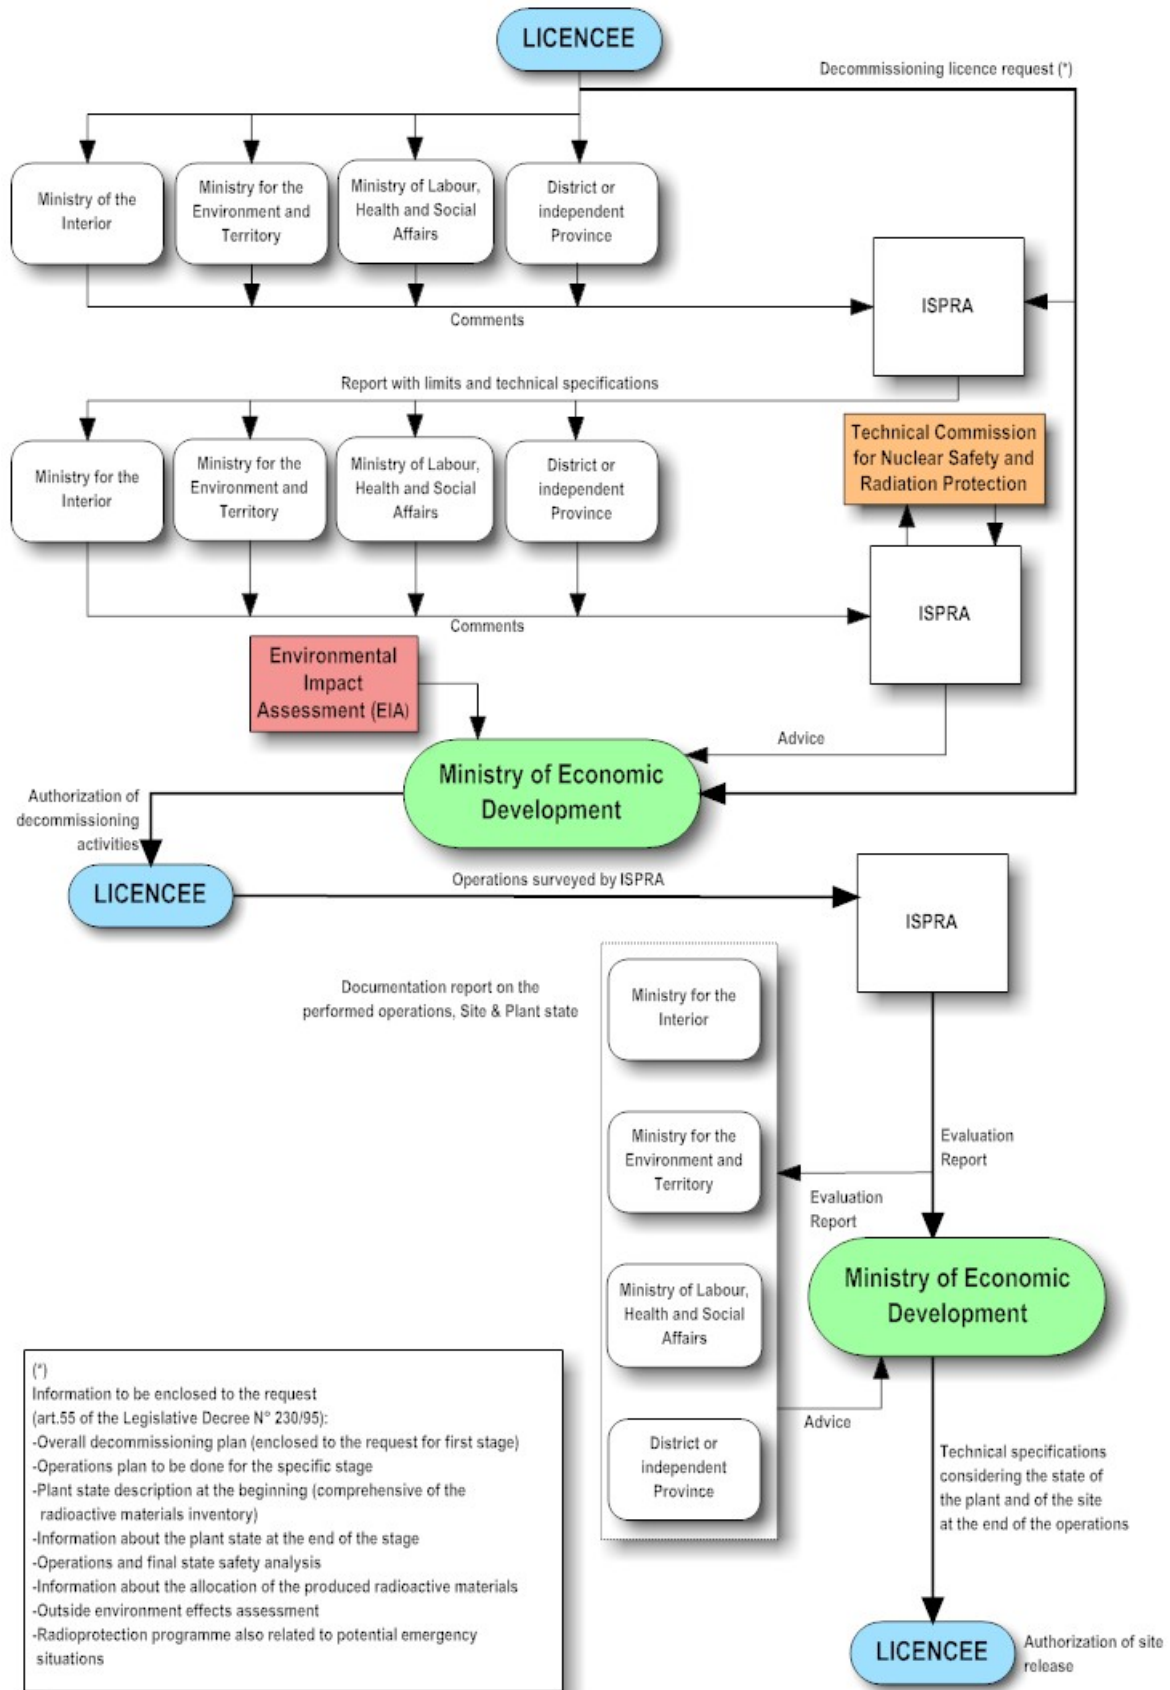 LICENCEE
Decommissioning licence request (*)
Ministry of the
Interior
Ministry for the
Environment and
Territory
Ministry of Labour,
Health and Social
Affairs
District or
independent
Province
ISPRA
Comments
Report with limits and technical specifications
Ministry for the
Interior
Ministry for the
Environment and
Territory
Ministry of Labour,
Health and Social
Affairs
District or
independent
Province
Technical Commission
for Nuclear Safety and
Radiation Protection
ISPRA
Comments
Environmental
Impact
Assessment (EIA)
Advice
Ministry of Economic
Development
Authorization of
decommissioning
activities
LICENCEE
Operations surveyed by ISPRA
ISPRA
Documentation report on the
performed operations, Site & Plant state
Ministry for the
Interior
Ministry for the
Environment and
Territory
Ministry of Labour,
Health and Social
Affairs
District or
independent
Province
Evaluation
Report
Evaluation
Report
Ministry of Economic
Development
Advice
Technical specifications
considering the state of
the plant and of the site
at the end of the operations
LICENCEE
Authorization of site
release
(*)
Information to be enclosed to the request
(art.55 of the Legislative Decree N° 230/95):
-Overall decommissioning plan (enclosed to the request for first stage)
-Operations plan to be done for the specific stage
-Plant state description at the beginning (comprehensive of the
radioactive materials inventory)
-Information about the plant state at the end of the stage
-Operations and final state safety analysis
-Information about the allocation of the produced radioactive materials
-Outside environment effects assessment
-Radioprotection programme also related to potential emergency
situations